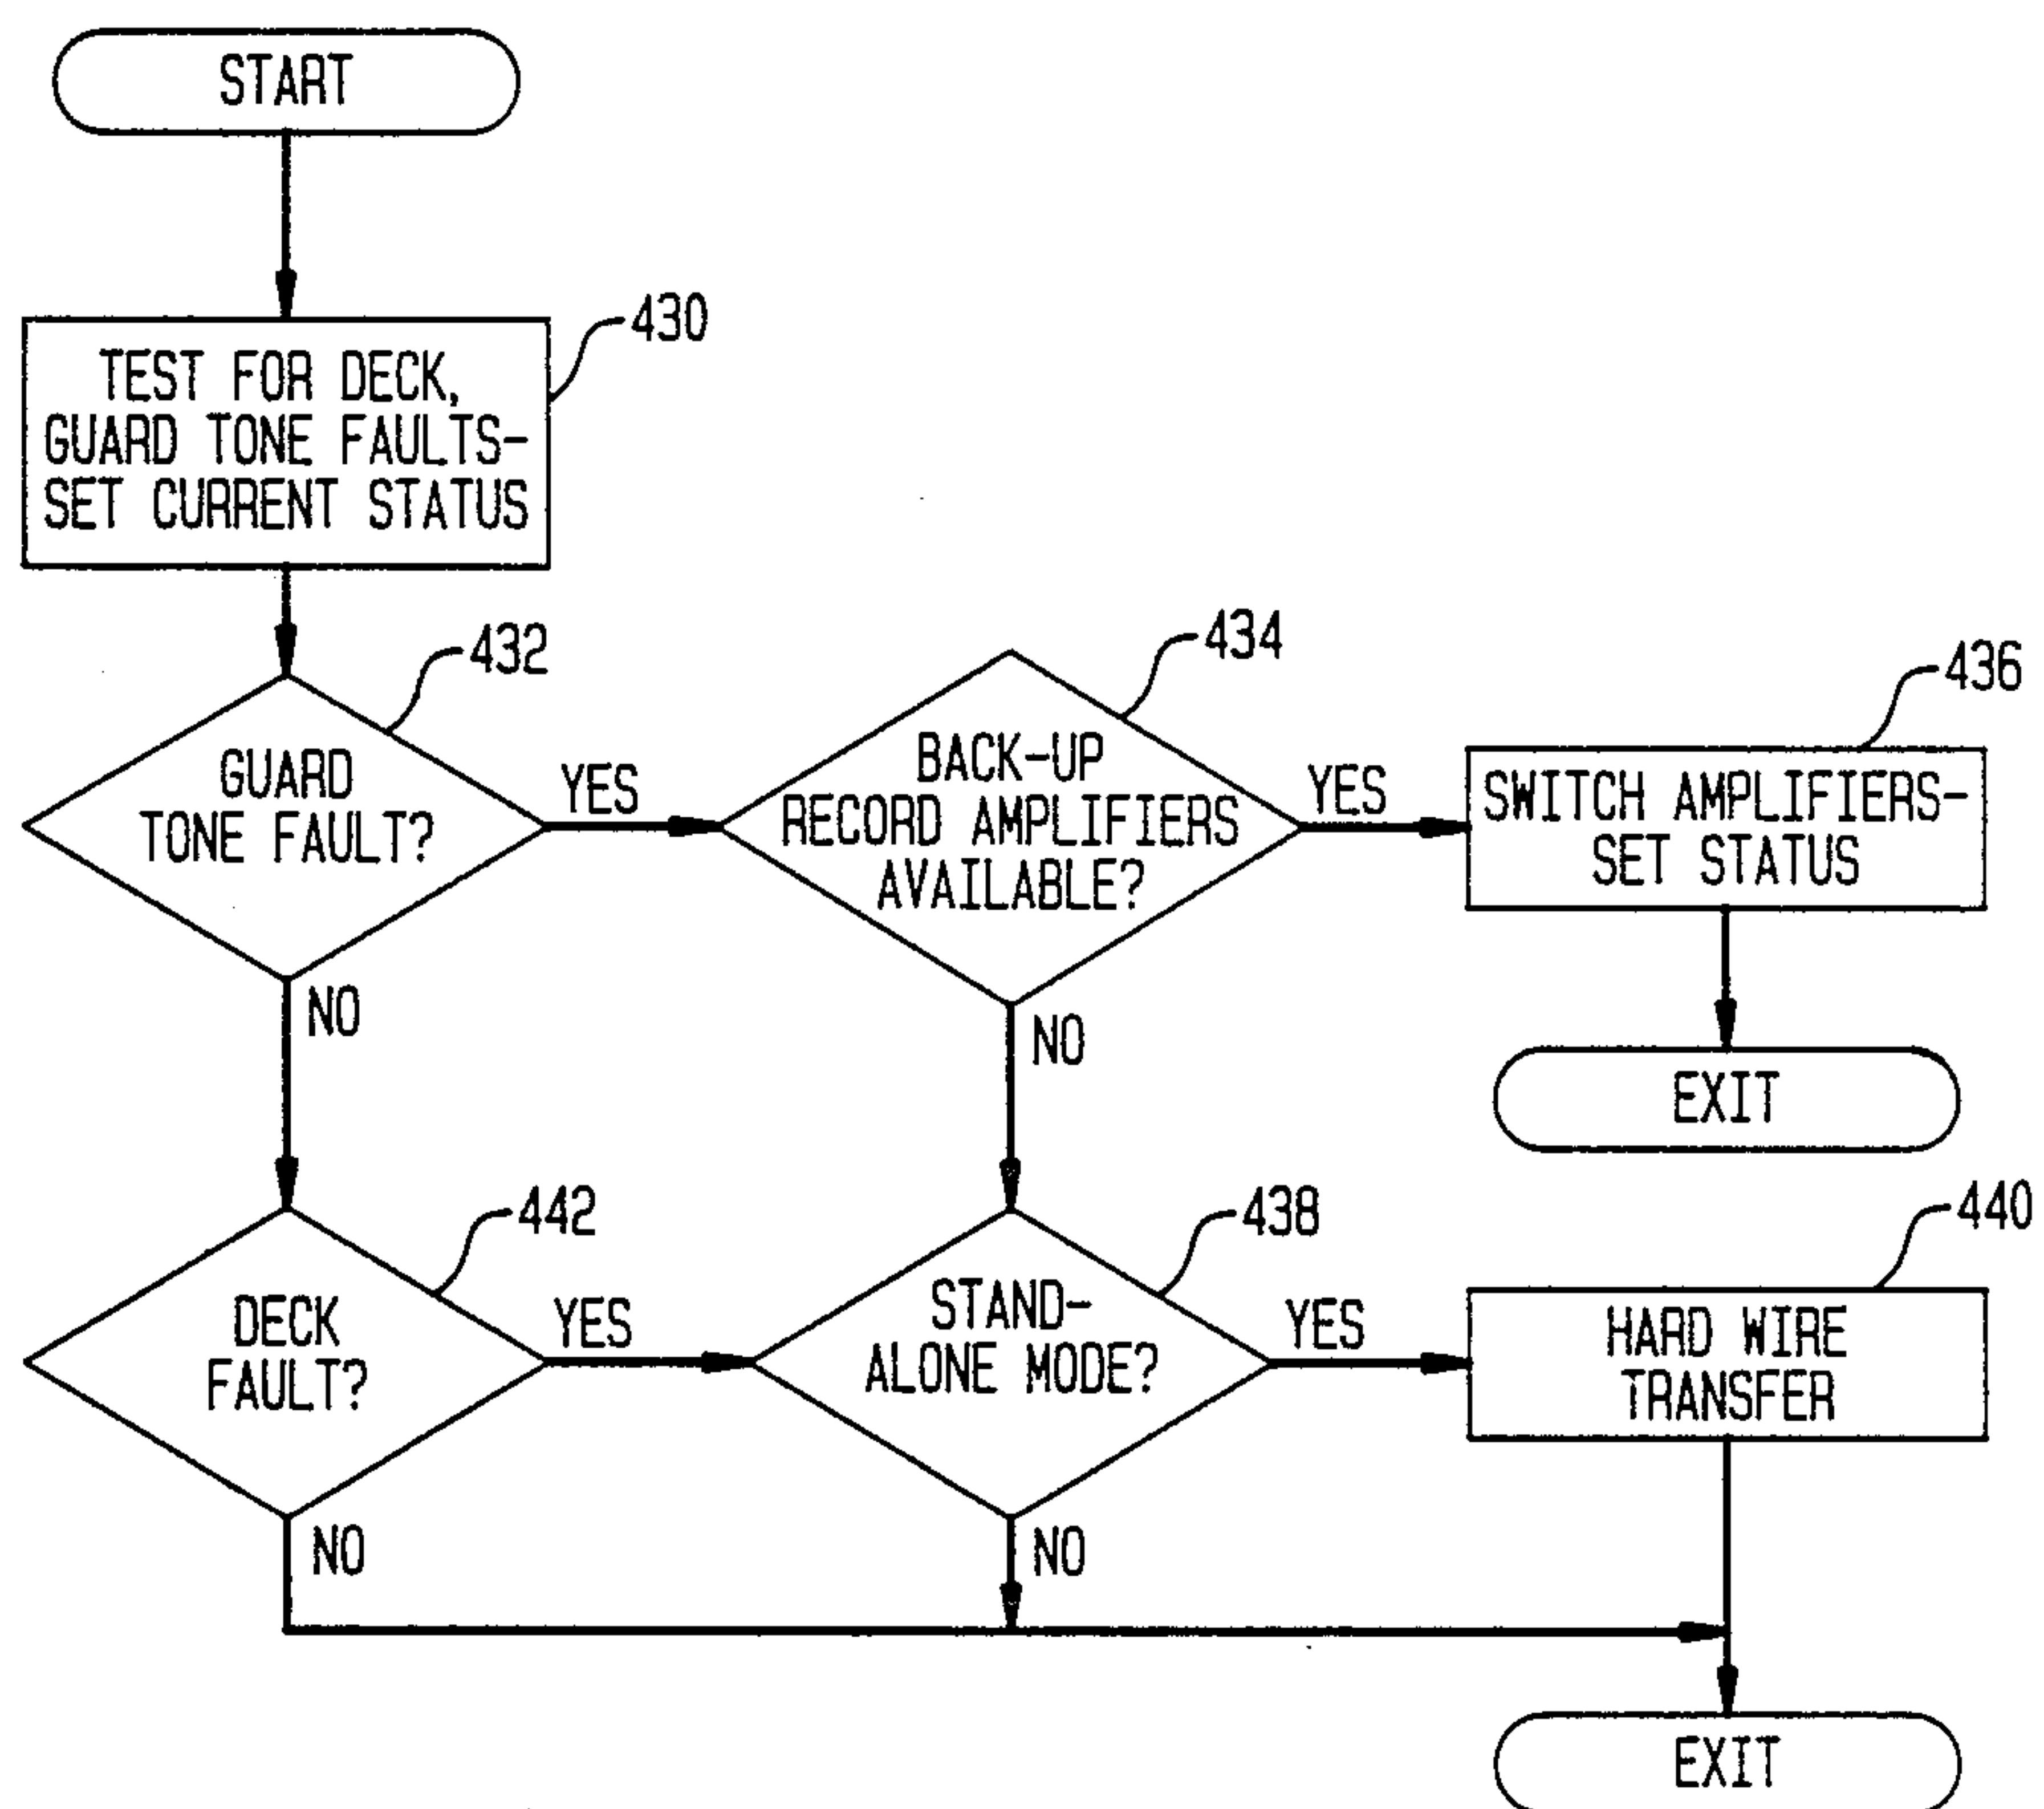 START
430
TEST FOR DECK,
GUARD TONE FAULTS-
SET CURRENT STATUS
432
GUARD
TONE FAULT?
YES
NO
434
BACK-UP
RECORD AMPLIFIERS
AVAILABLE?
YES
NO
436
SWITCH AMPLIFIERS-
SET STATUS
EXIT
442
DECK
FAULT?
YES
NO
438
STAND-
ALONE MODE?
YES
NO
440
HARD WIRE
TRANSFER
EXIT